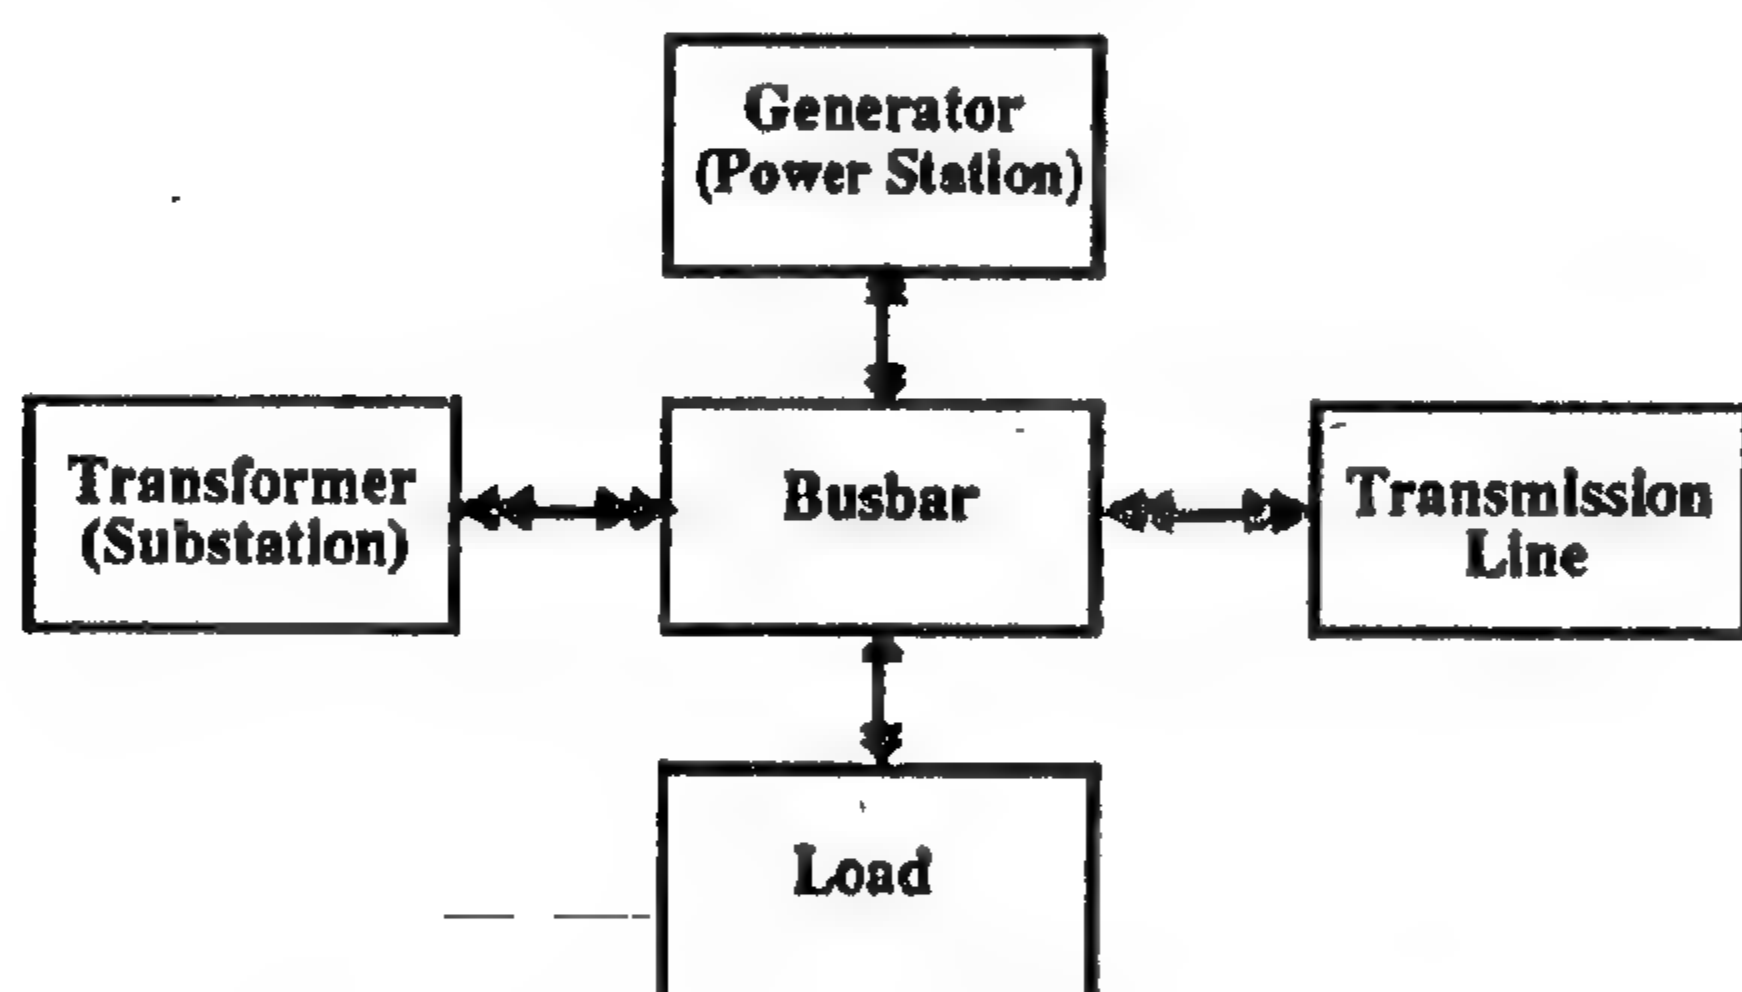 Generator
(Power Station)
Transformer
(Substation)
Busbar
Transmission
Line
Load